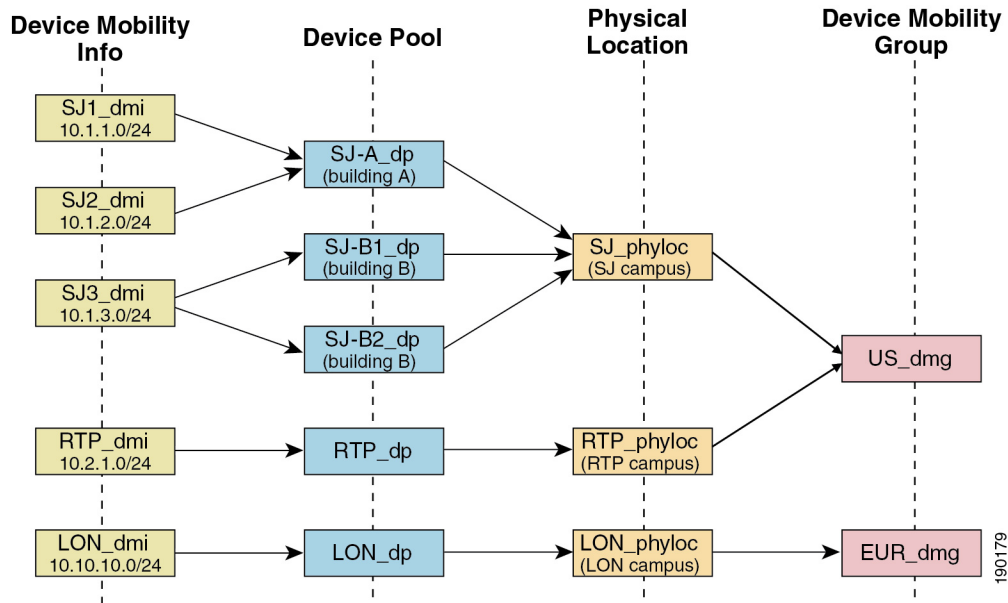 Device Mobility
Info
Device Pool
Physical
Location
Device Mobility
Group
SJ1_dmi
10.1.1.0/24
SJ2_dmi
10.1.2.0/24
SJ3_dmi
10.1.3.0/24
RTP_dmi
10.2.1.0/24
LON_dmi
10.10.10.0/24
SJ-A_dp
(building A)
SJ-B1_dp
(building B)
SJ-B2_dp
(building B)
RTP_dp
LON_dp
SJ_phyloc
(SJ campus)
RTP_phyloc
(RTP campus)
LON_phyloc
(LON campus)
US_dmg
EUR_dmg
190179